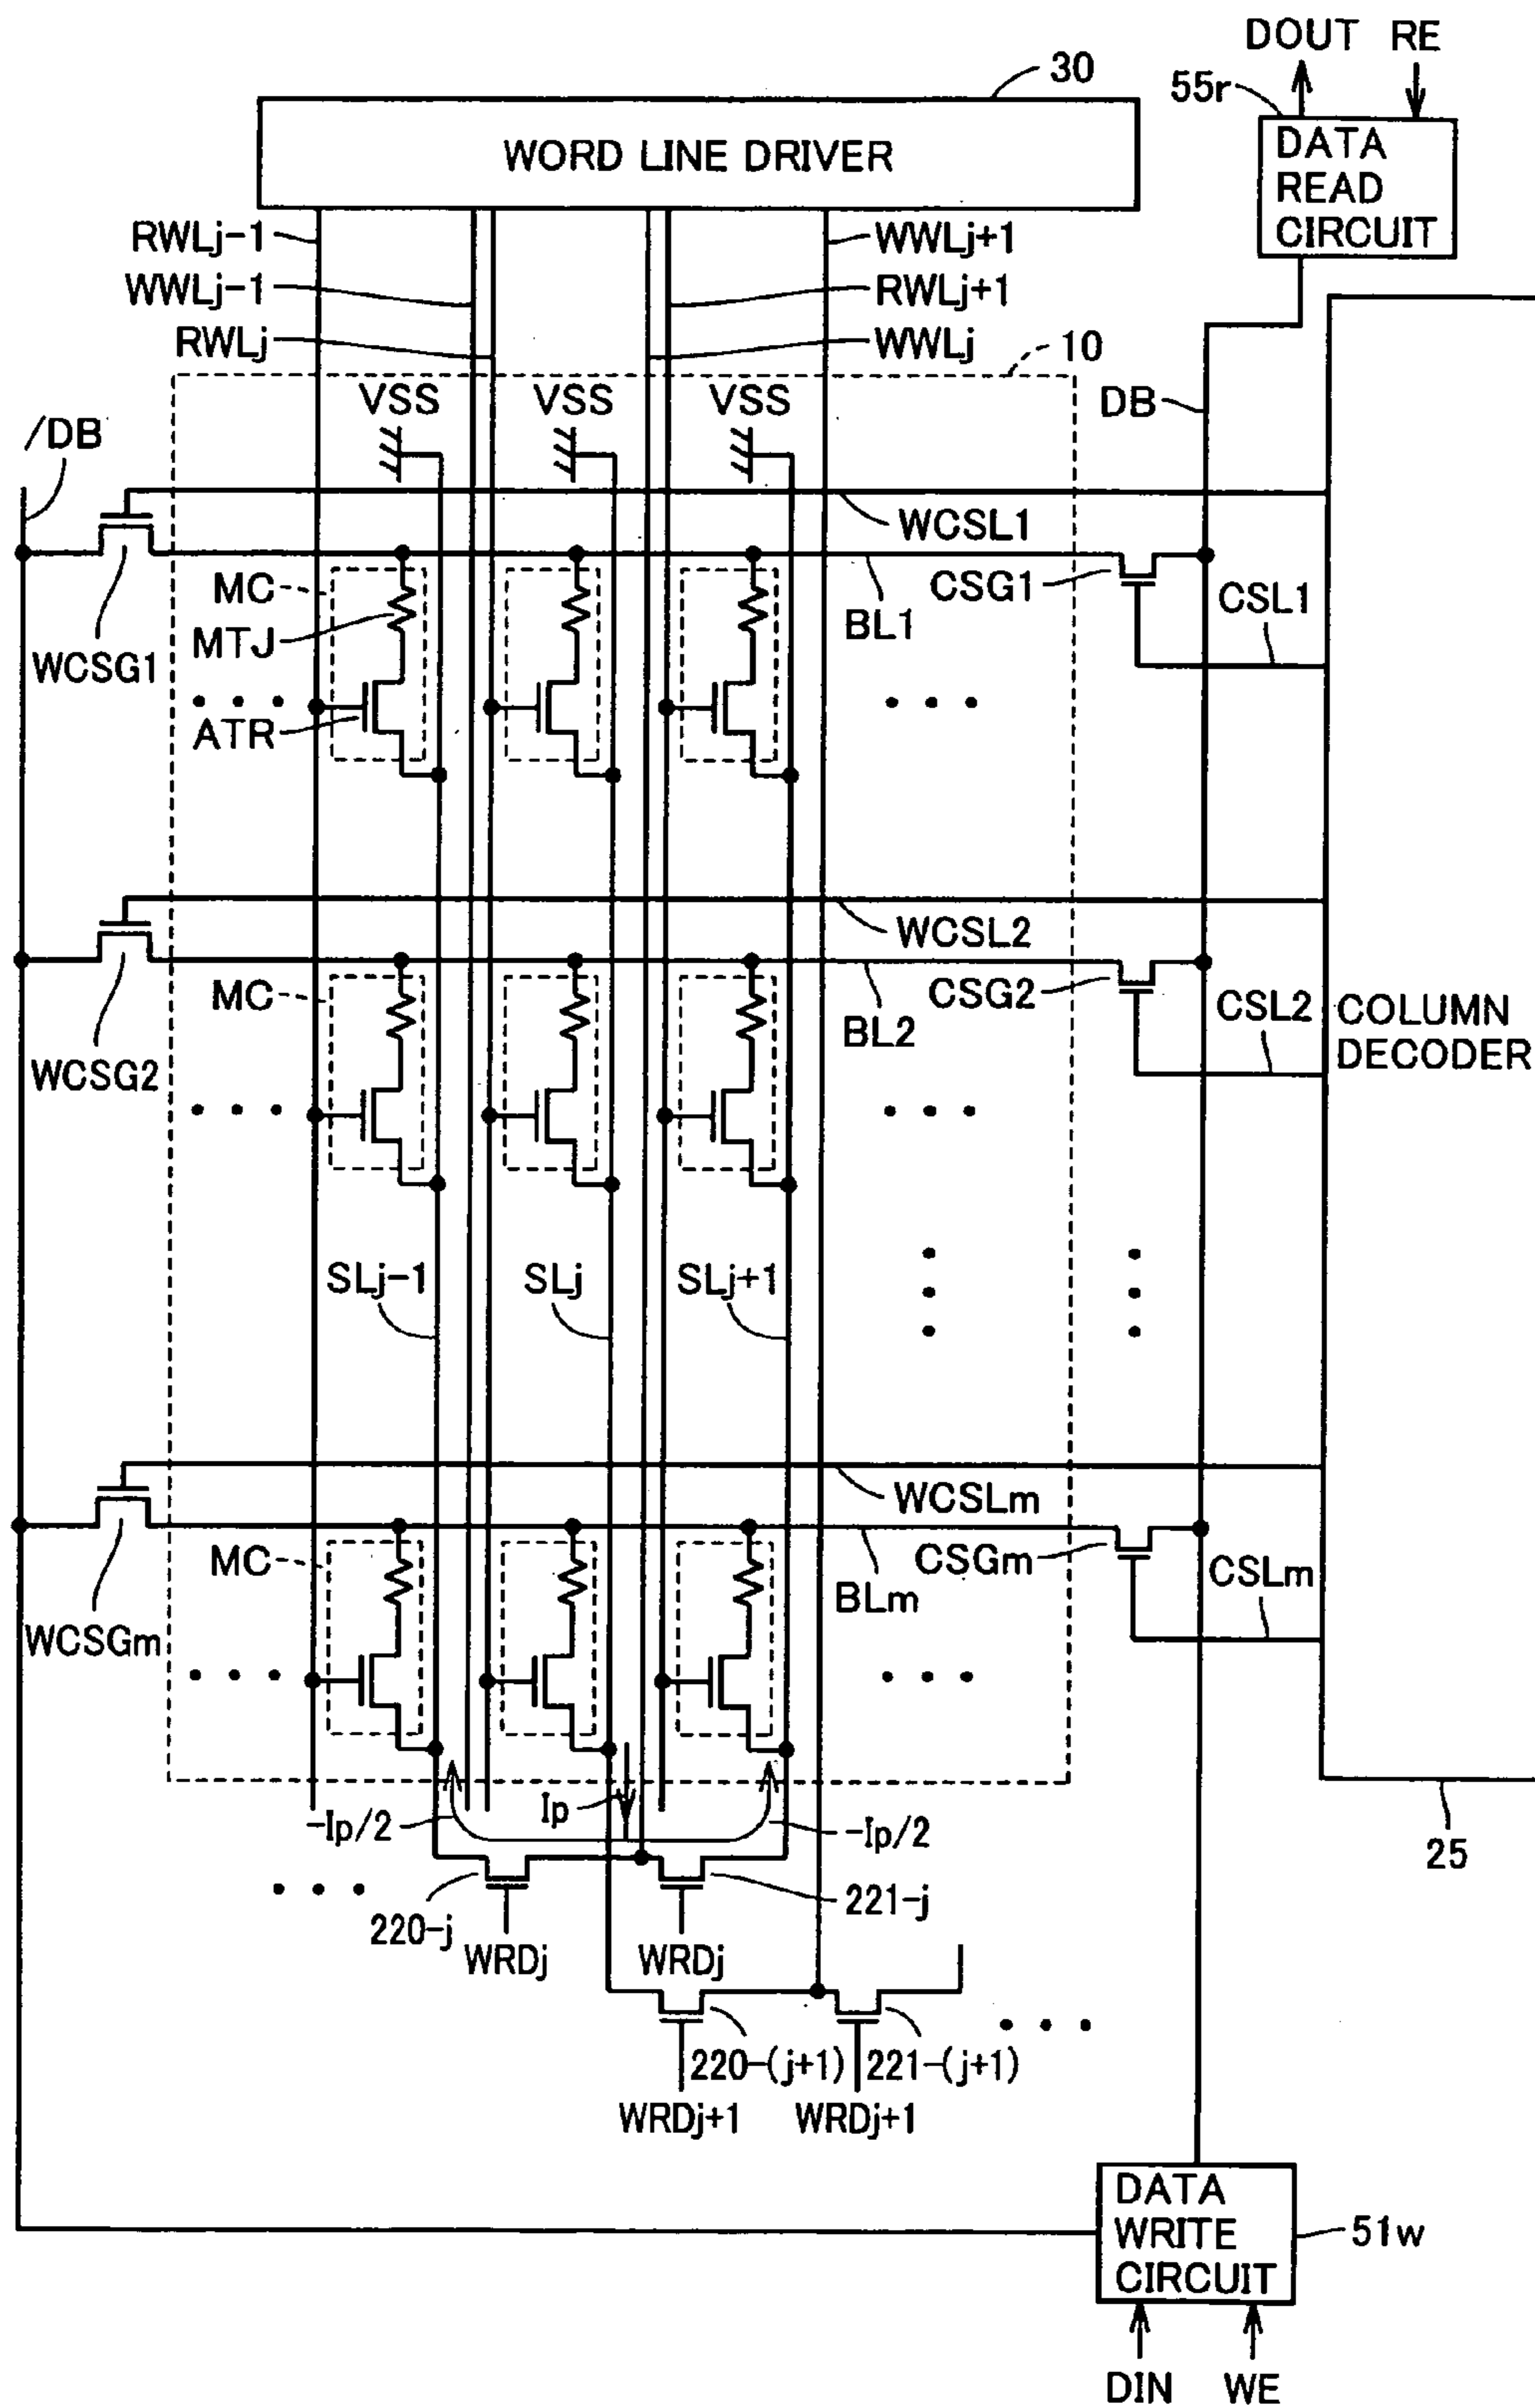 DOUT RE
30
55r
WORD LINE DRIVER
DATA
READ
CIRCUIT
RWLj-1
WWLj+1
WWLj-1
RWLj+1
RWLj
WWLj
10
VSS VSS VSS
DB
/DB
WCSL1
MC
CSG1
CSL1
BL1
MTJ
WCSG1
ATR
WCSL2
MC
CSG2
CSL2
BL2
COLUMN
DECODER
WCSG2
SLj-1 SLj SLj+1
WCSLm
MC
CSGm
CSLm
BLm
WCSGm
-Ip/2
Ip
-Ip/2
25
220-j
221-j
WRDj WRDj
220-(j+1) 221-(j+1)
WRDj+1 WRDj+1
DATA
WRITE
CIRCUIT
51w
DIN WE